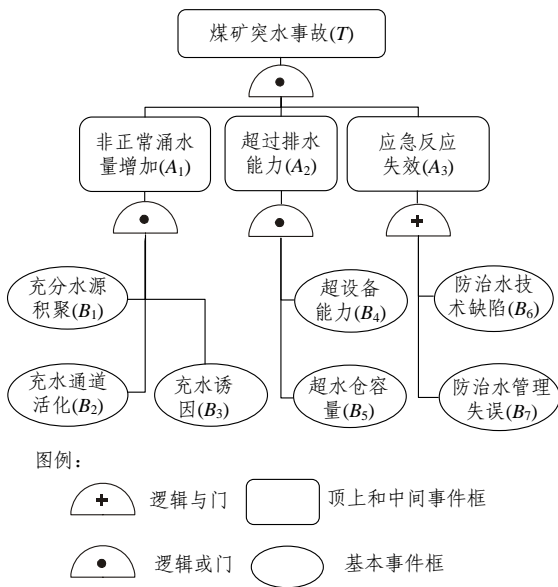 煤矿突水事故(T)
非正常涌水
量增加(A₁)
超过排水
能力(A₂)
应急反应
失效(A₃)
充分水源
积聚(B₁)
充水通道
活化(B₂)
充水诱
因(B₃)
超设备
能力(B₄)
超水仓容
量(B₅)
防治水技
术缺陷(B₆)
防治水管理
失误(B₇)
图例：
逻辑与门
顶上和中间事件框
逻辑或门
基本事件框